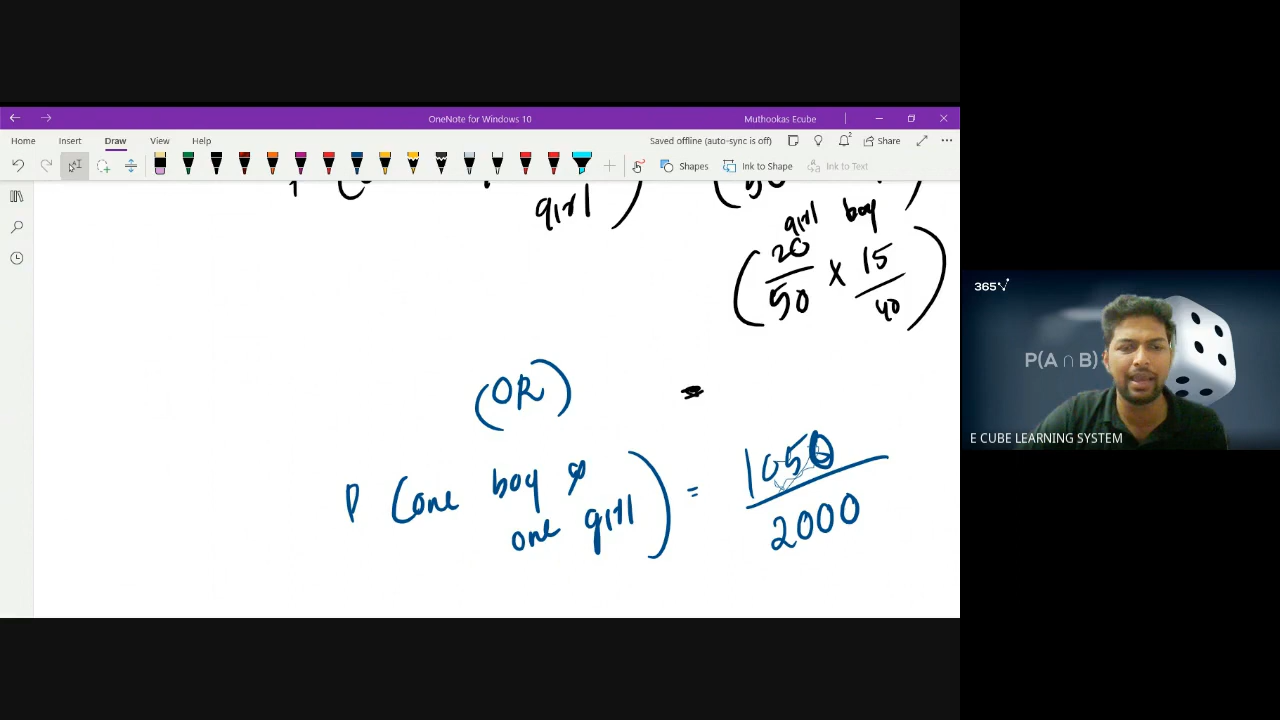 OneNote for Windows 10
Muthookas Ecube
Home Insert Draw View Help
Saved offline (auto-sync is off)
Share
Shapes
Ink to Shape
Ink to Text
girl
50
girl boy
( 20/50 × 15/40 )
(OR)
P (one boy &
one girl) = 1050/2000
365
P(A ∩ B)
E CUBE LEARNING SYSTEM